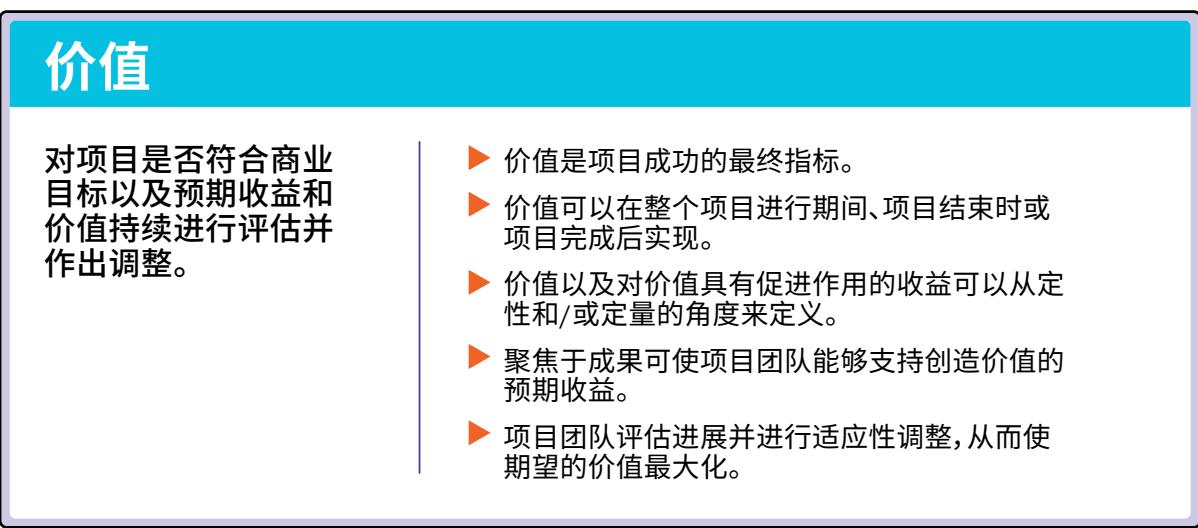 价值
对项目是否符合商业
目标以及预期收益和
价值持续进行评估并
作出调整。
价值是项目成功的最终指标。
价值可以在整个项目进行期间、项目结束时或
项目完成后实现。
价值以及对价值具有促进作用的收益可以从定
性和/或定量的角度来定义。
聚焦于成果可使项目团队能够支持创造价值的
预期收益。
项目团队评估进展并进行适应性调整，从而使
期望的价值最大化。